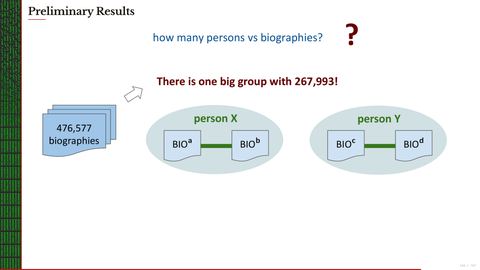 Preliminary Results
how many persons vs biographies?
?
There is one big group with 267,993!
476,577
biographies
person X
BIOa
BIOb
person Y
BIOc
BIOd